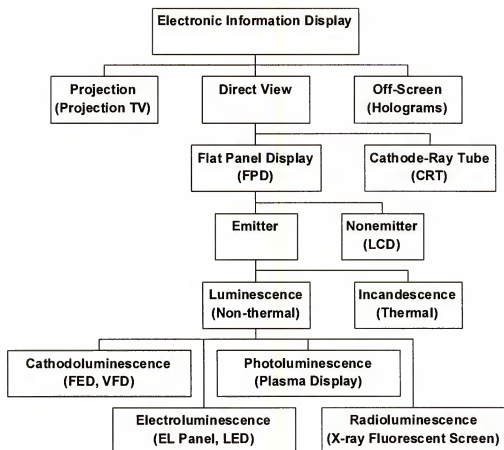 Electronic Information Display
Projection
(Projection TV)
Direct View
Off-Screen
(Holograms)
Flat Panel Display
(FPD)
Cathode-Ray Tube
(CRT)
Emitter
Nonemitter
(LCD)
Luminescence
(Non-thermal)
Incandescence
(Thermal)
Cathodoluminescence
(FED, VFD)
Photoluminescence
(Plasma Display)
Electroluminescence
(EL Panel, LED)
Radioluminescence
(X-ray Fluorescent Screen)